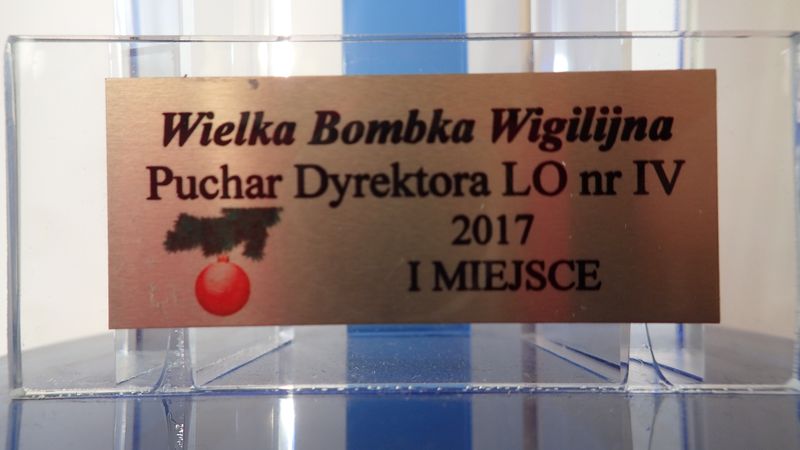 Wielka Bombka Wigilijna
Puchar Dyrektora LO nr IV
2017
I MIEJSCE